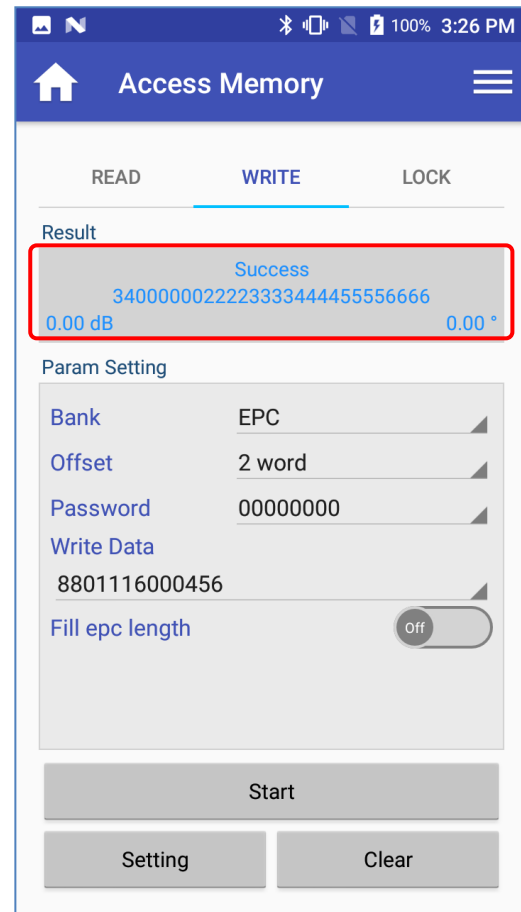 100% 3:26 PM
Access Memory
READ WRITE LOCK
Result
Success
3400000022223333444455556666
0.00 dB 0.00 °
Param Setting
Bank EPC
Offset 2 word
Password 00000000
Write Data
8801116000456
Fill epc length Off
Start
Setting Clear